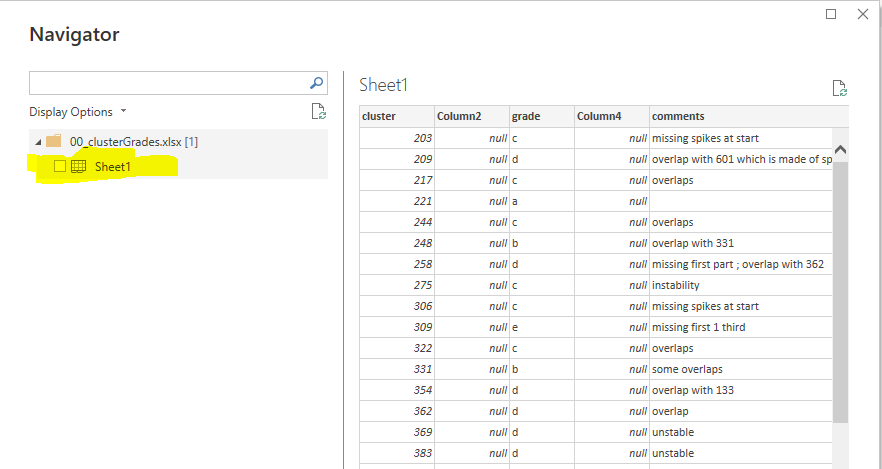 Navigator
Display Options
00_clusterGrades.xlsx [1]
Sheet1
Sheet1
cluster Column2 grade Column4 comments
203 null c null missing spikes at start
209 null d null overlap with 601 which is made of sp
217 null c null overlaps
221 null a null
244 null c null overlaps
248 null b null overlap with 331
258 null d null missing first part ; overlap with 362
275 null c null instability
306 null c null missing spikes at start
309 null e null missing first 1 third
322 null c null overlaps
331 null b null some overlaps
354 null d null overlap with 133
362 null d null overlap
369 null d null unstable
383 null d null unstable